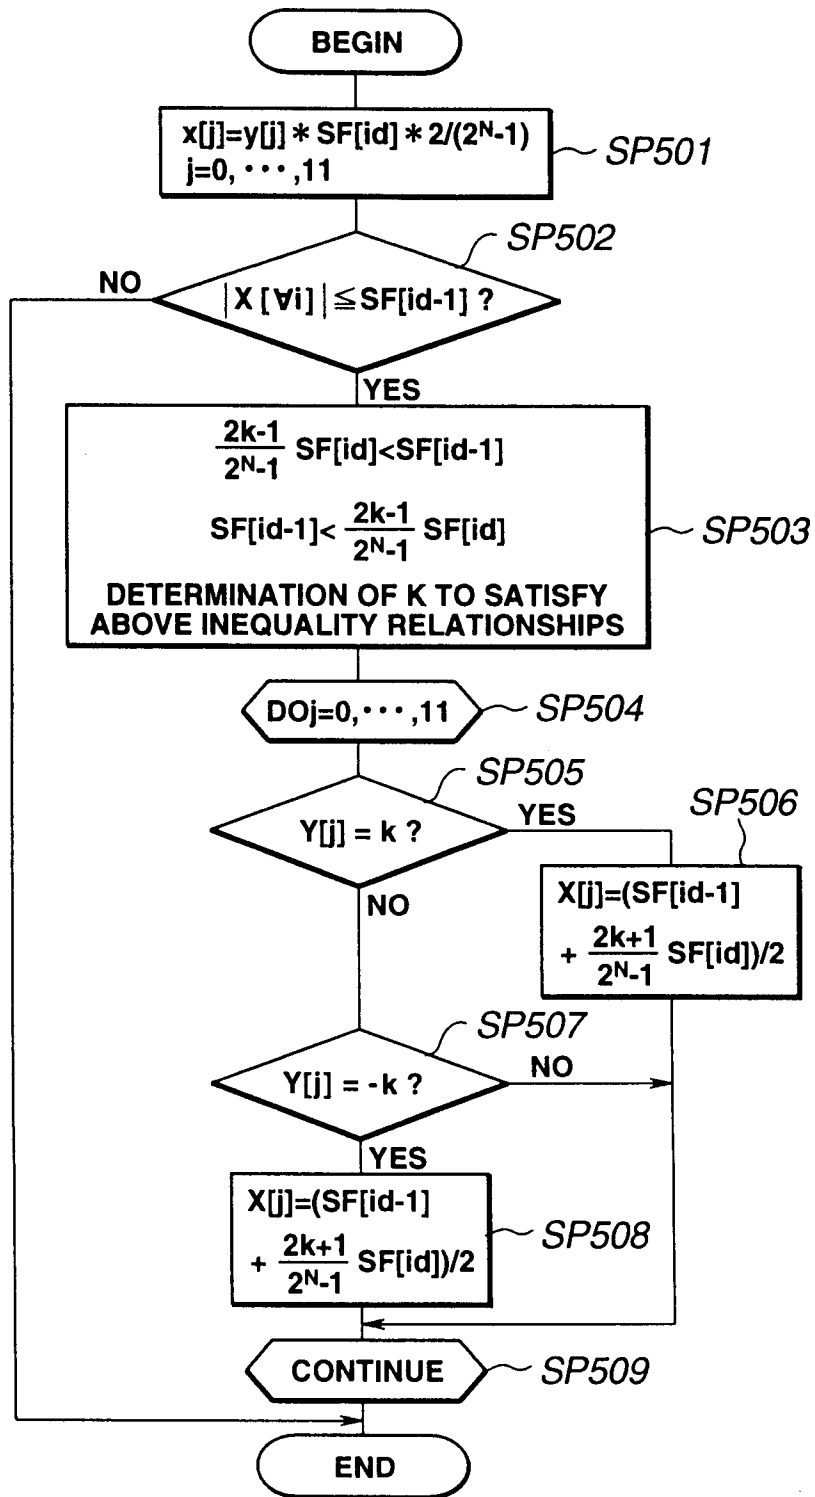 BEGIN
x[j]=y[j] * SF[id] * 2/(2^N-1)
j=0, ··· ,11
SP501
SP502
NO
|X [∀i] | ≦SF[id-1] ?
YES
2k-1/2^N-1 SF[id]<SF[id-1]
SF[id-1]< 2k-1/2^N-1 SF[id]
SP503
DETERMINATION OF K TO SATISFY
ABOVE INEQUALITY RELATIONSHIPS
DOj=0, ··· ,11
SP504
SP505
Y[j] = k ?
YES
SP506
NO
X[j]=(SF[id-1]
+ 2k+1/2^N-1 SF[id])/2
SP507
Y[j] = -k ?
NO
YES
X[j]=(SF[id-1]
+ 2k+1/2^N-1 SF[id])/2
SP508
CONTINUE
SP509
END